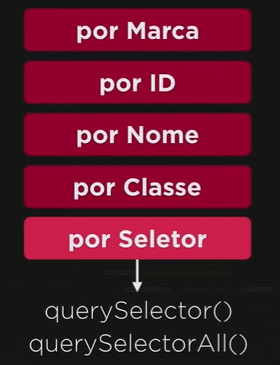 por Marca
por ID
por Nome
por Classe
por Seletor
querySelector()
querySelectorAll()